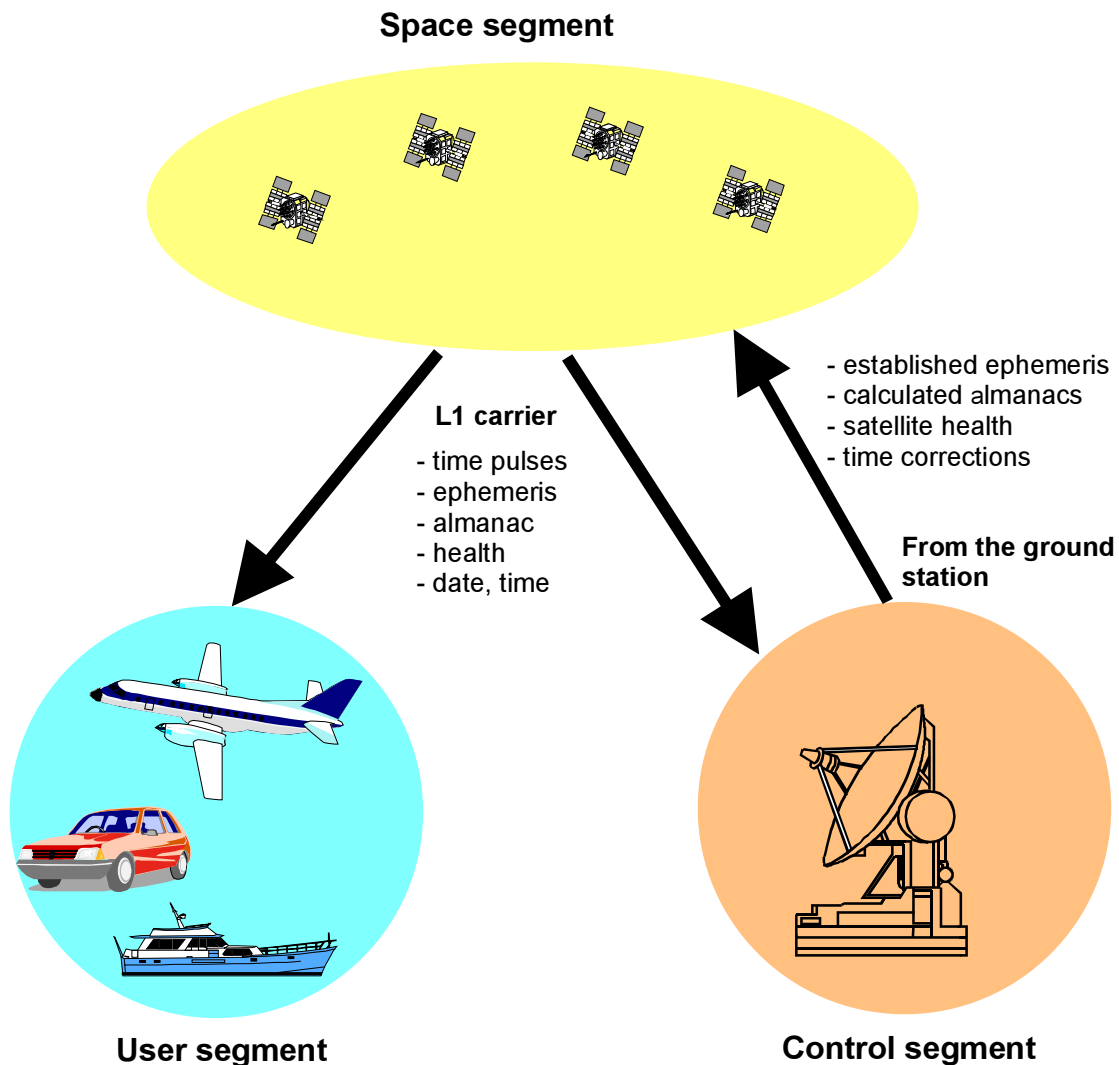 Space segment
L1 carrier
- time pulses
- ephemeris
- almanac
- health
- date, time
- established ephemeris
- calculated almanacs
- satellite health
- time corrections
From the ground
station
User segment
Control segment